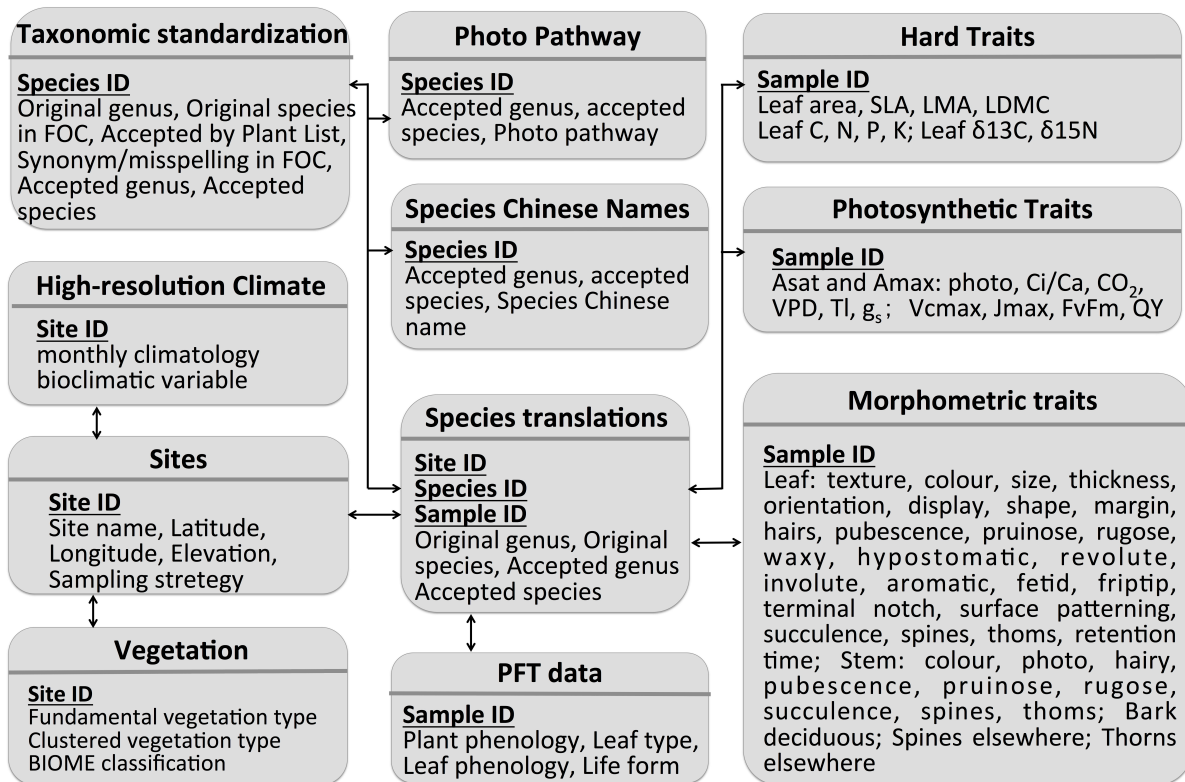 Taxonomic standardization
Species ID
Original genus, Original species
in FOC, Accepted by Plant List,
Synonym/misspelling in FOC,
Accepted genus, Accepted
species
Photo Pathway
Species ID
Accepted genus, accepted
species, Photo pathway
Hard Traits
Sample ID
Leaf area, SLA, LMA, LDMC
Leaf C, N, P, K; Leaf δ13C, δ15N
Species Chinese Names
Species ID
Accepted genus, accepted
species, Species Chinese
name
Photosynthetic Traits
Sample ID
Asat and Amax: photo, Ci/Ca, CO₂,
VPD, Tl, gₛ; Vcmax, Jmax, FvFm, QY
High-resolution Climate
Site ID
monthly climatology
bioclimatic variable
Sites
Site ID
Site name, Latitude,
Longitude, Elevation,
Sampling stretegy
Species translations
Site ID
Species ID
Sample ID
Original genus, Original
species, Accepted genus
Accepted species
Morphometric traits
Sample ID
Leaf: texture, colour, size, thickness,
orientation, display, shape, margin,
hairs, pubescence, pruinose, rugose,
waxy, hypostomatic, revolute,
involute, aromatic, fetid, friptip,
terminal notch, surface patterning,
succulence, spines, thoms, retention
time; Stem: colour, photo, hairy,
pubescence, pruinose, rugose,
succulence, spines, thoms; Bark
deciduous; Spines elsewhere; Thorns
elsewhere
Vegetation
Site ID
Fundamental vegetation type
Clustered vegetation type
BIOME classification
PFT data
Sample ID
Plant phenology, Leaf type,
Leaf phenology, Life form